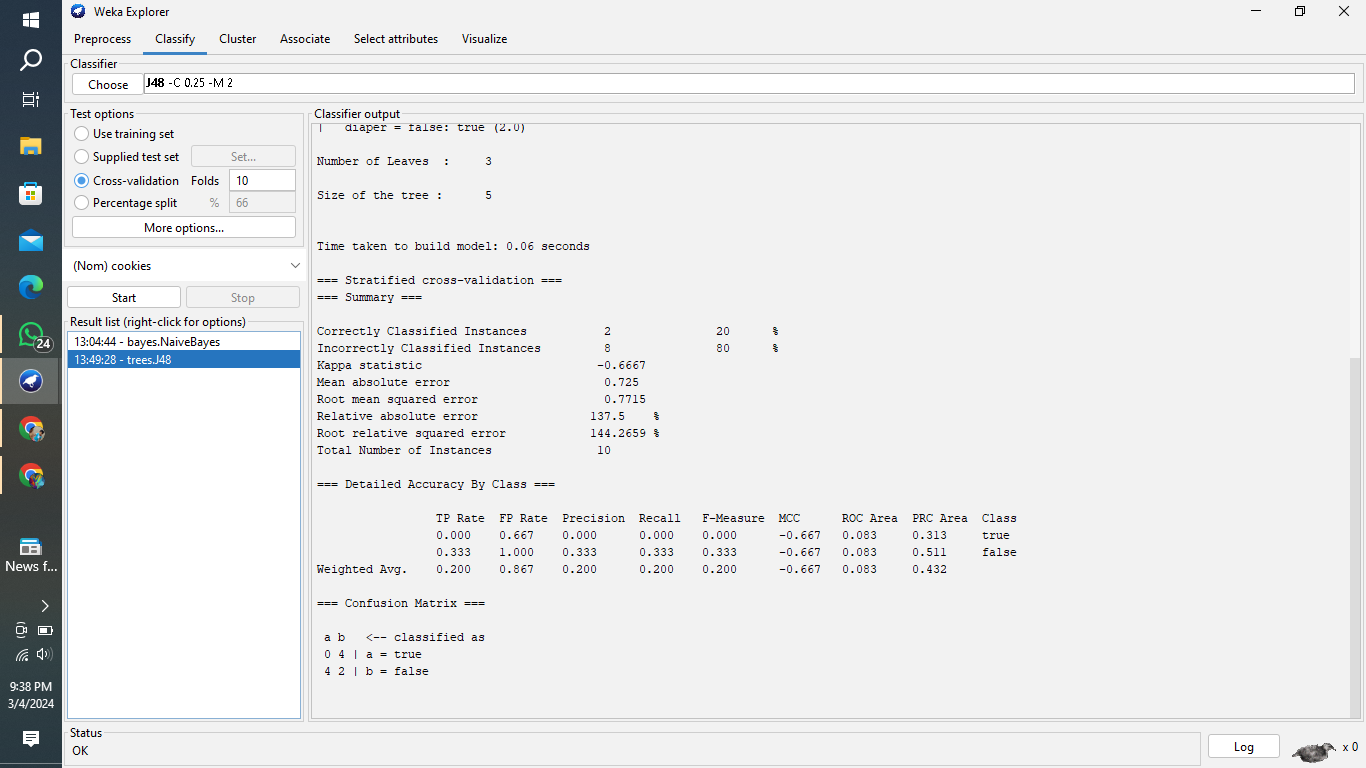 Weka Explorer
Preprocess Classify Cluster Associate Select attributes Visualize
Classifier
Choose J48 -C 0.25 -M 2
Test options
Use training set
Supplied test set Set...
Cross-validation Folds 10
Percentage split % 66
More options...
(Nom) cookies
Start Stop
Result list (right-click for options)
13:04:44 - bayes.NaiveBayes
13:49:28 - trees.J48
Classifier output
| diaper = false: true (2.0)
Number of Leaves : 3
Size of the tree : 5
Time taken to build model: 0.06 seconds
=== Stratified cross-validation ===
=== Summary ===
Correctly Classified Instances 2 20 %
Incorrectly Classified Instances 8 80 %
Kappa statistic -0.6667
Mean absolute error 0.725
Root mean squared error 0.7715
Relative absolute error 137.5 %
Root relative squared error 144.2659 %
Total Number of Instances 10
=== Detailed Accuracy By Class ===
TP Rate FP Rate Precision Recall F-Measure MCC ROC Area PRC Area Class
0.000 0.667 0.000 0.000 0.000 -0.667 0.083 0.313 true
0.333 1.000 0.333 0.333 0.333 -0.667 0.083 0.511 false
Weighted Avg. 0.200 0.867 0.200 0.200 0.200 -0.667 0.083 0.432
=== Confusion Matrix ===
a b <-- classified as
0 4 | a = true
4 2 | b = false
Status
OK
Log
x 0
24
News f...
9:38 PM
3/4/2024